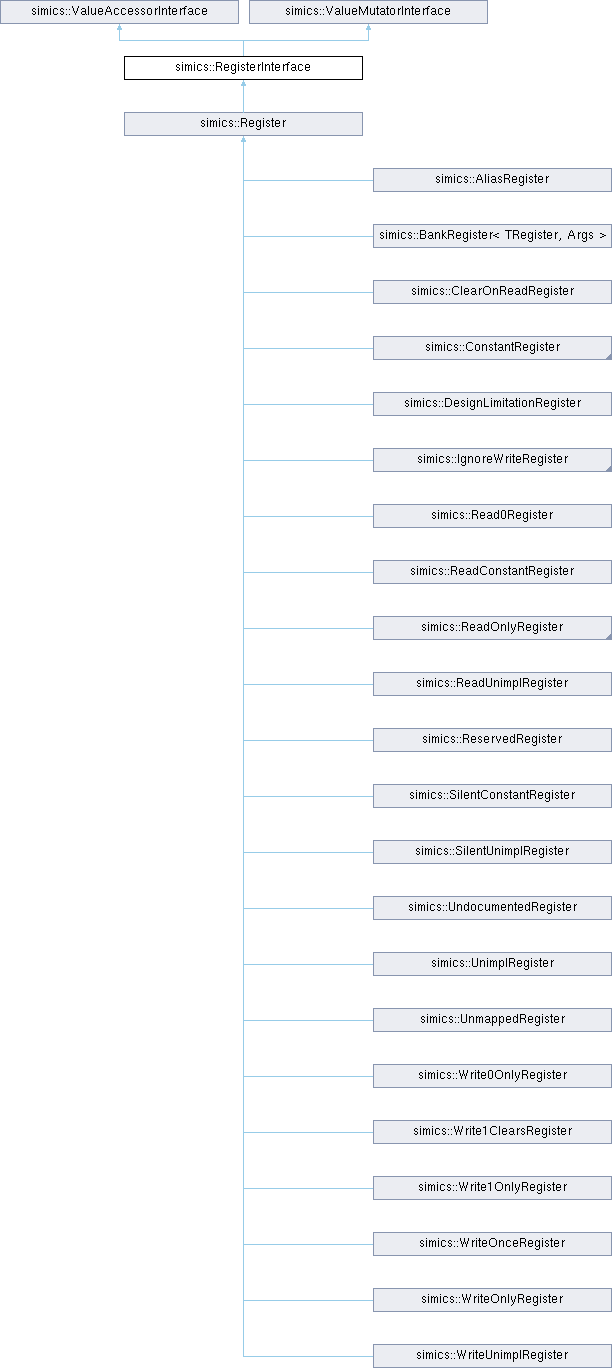 simics::ValueAccessorInterface
simics::ValueMutatorInterface
simics::RegisterInterface
simics::Register
simics::AliasRegister
simics::BankRegister< TRegister, Args >
simics::ClearOnReadRegister
simics::ConstantRegister
simics::DesignLimitationRegister
simics::IgnoreWriteRegister
simics::Read0Register
simics::ReadConstantRegister
simics::ReadOnlyRegister
simics::ReadUnimplRegister
simics::ReservedRegister
simics::SilentConstantRegister
simics::SilentUnimplRegister
simics::UndocumentedRegister
simics::UnimplRegister
simics::UnmappedRegister
simics::Write0OnlyRegister
simics::Write1ClearsRegister
simics::Write1OnlyRegister
simics::WriteOnceRegister
simics::WriteOnlyRegister
simics::WriteUnimplRegister